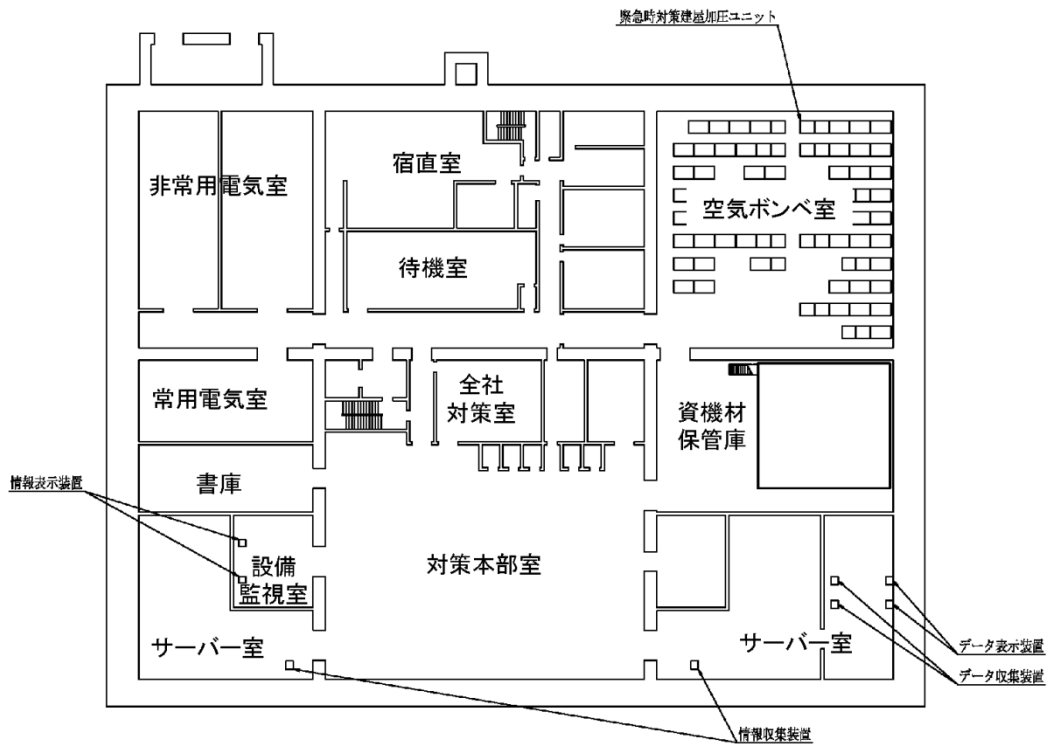 緊急時対策建屋加圧ユニット
宿直室
非常用電気室
空気ボンベ室
待機室
全社
対策室
常用電気室
資機材
保管庫
書庫
情報表示装置
設備
監視室
対策本部室
サーバー室
サーバー室
データ表示装置
データ収集装置
情報収集装置